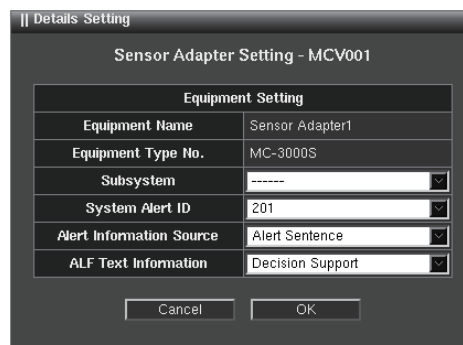 || Details Setting
Sensor Adapter Setting - MCV001
Equipment Setting
Equipment Name Sensor Adapter1
Equipment Type No. MC-3000S
Subsystem ------
System Alert ID 201
Alert Information Source Alert Sentence
ALF Text Information Decision Support
Cancel OK